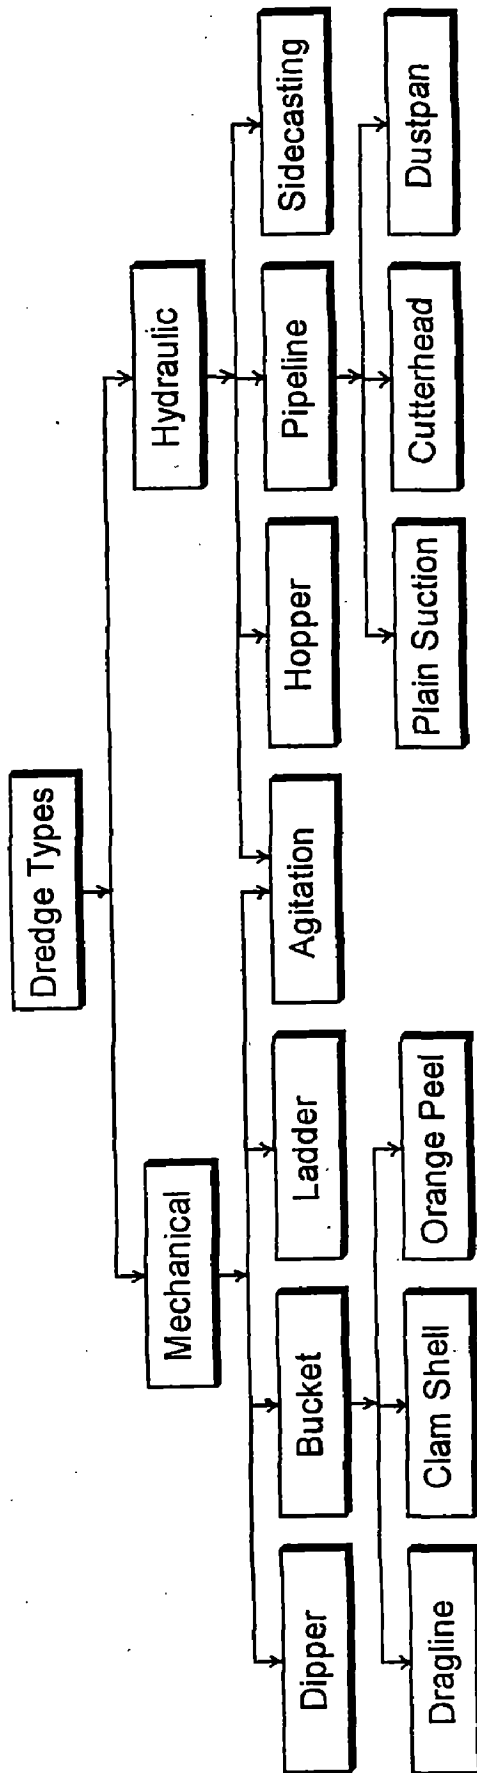 Dredge Types
Mechanical
Hydraulic
Dipper
Bucket
Ladder
Agitation
Hopper
Pipeline
Sidecasting
Dragline
Clam Shell
Orange Peel
Plain Suction
Cutterhead
Dustpan